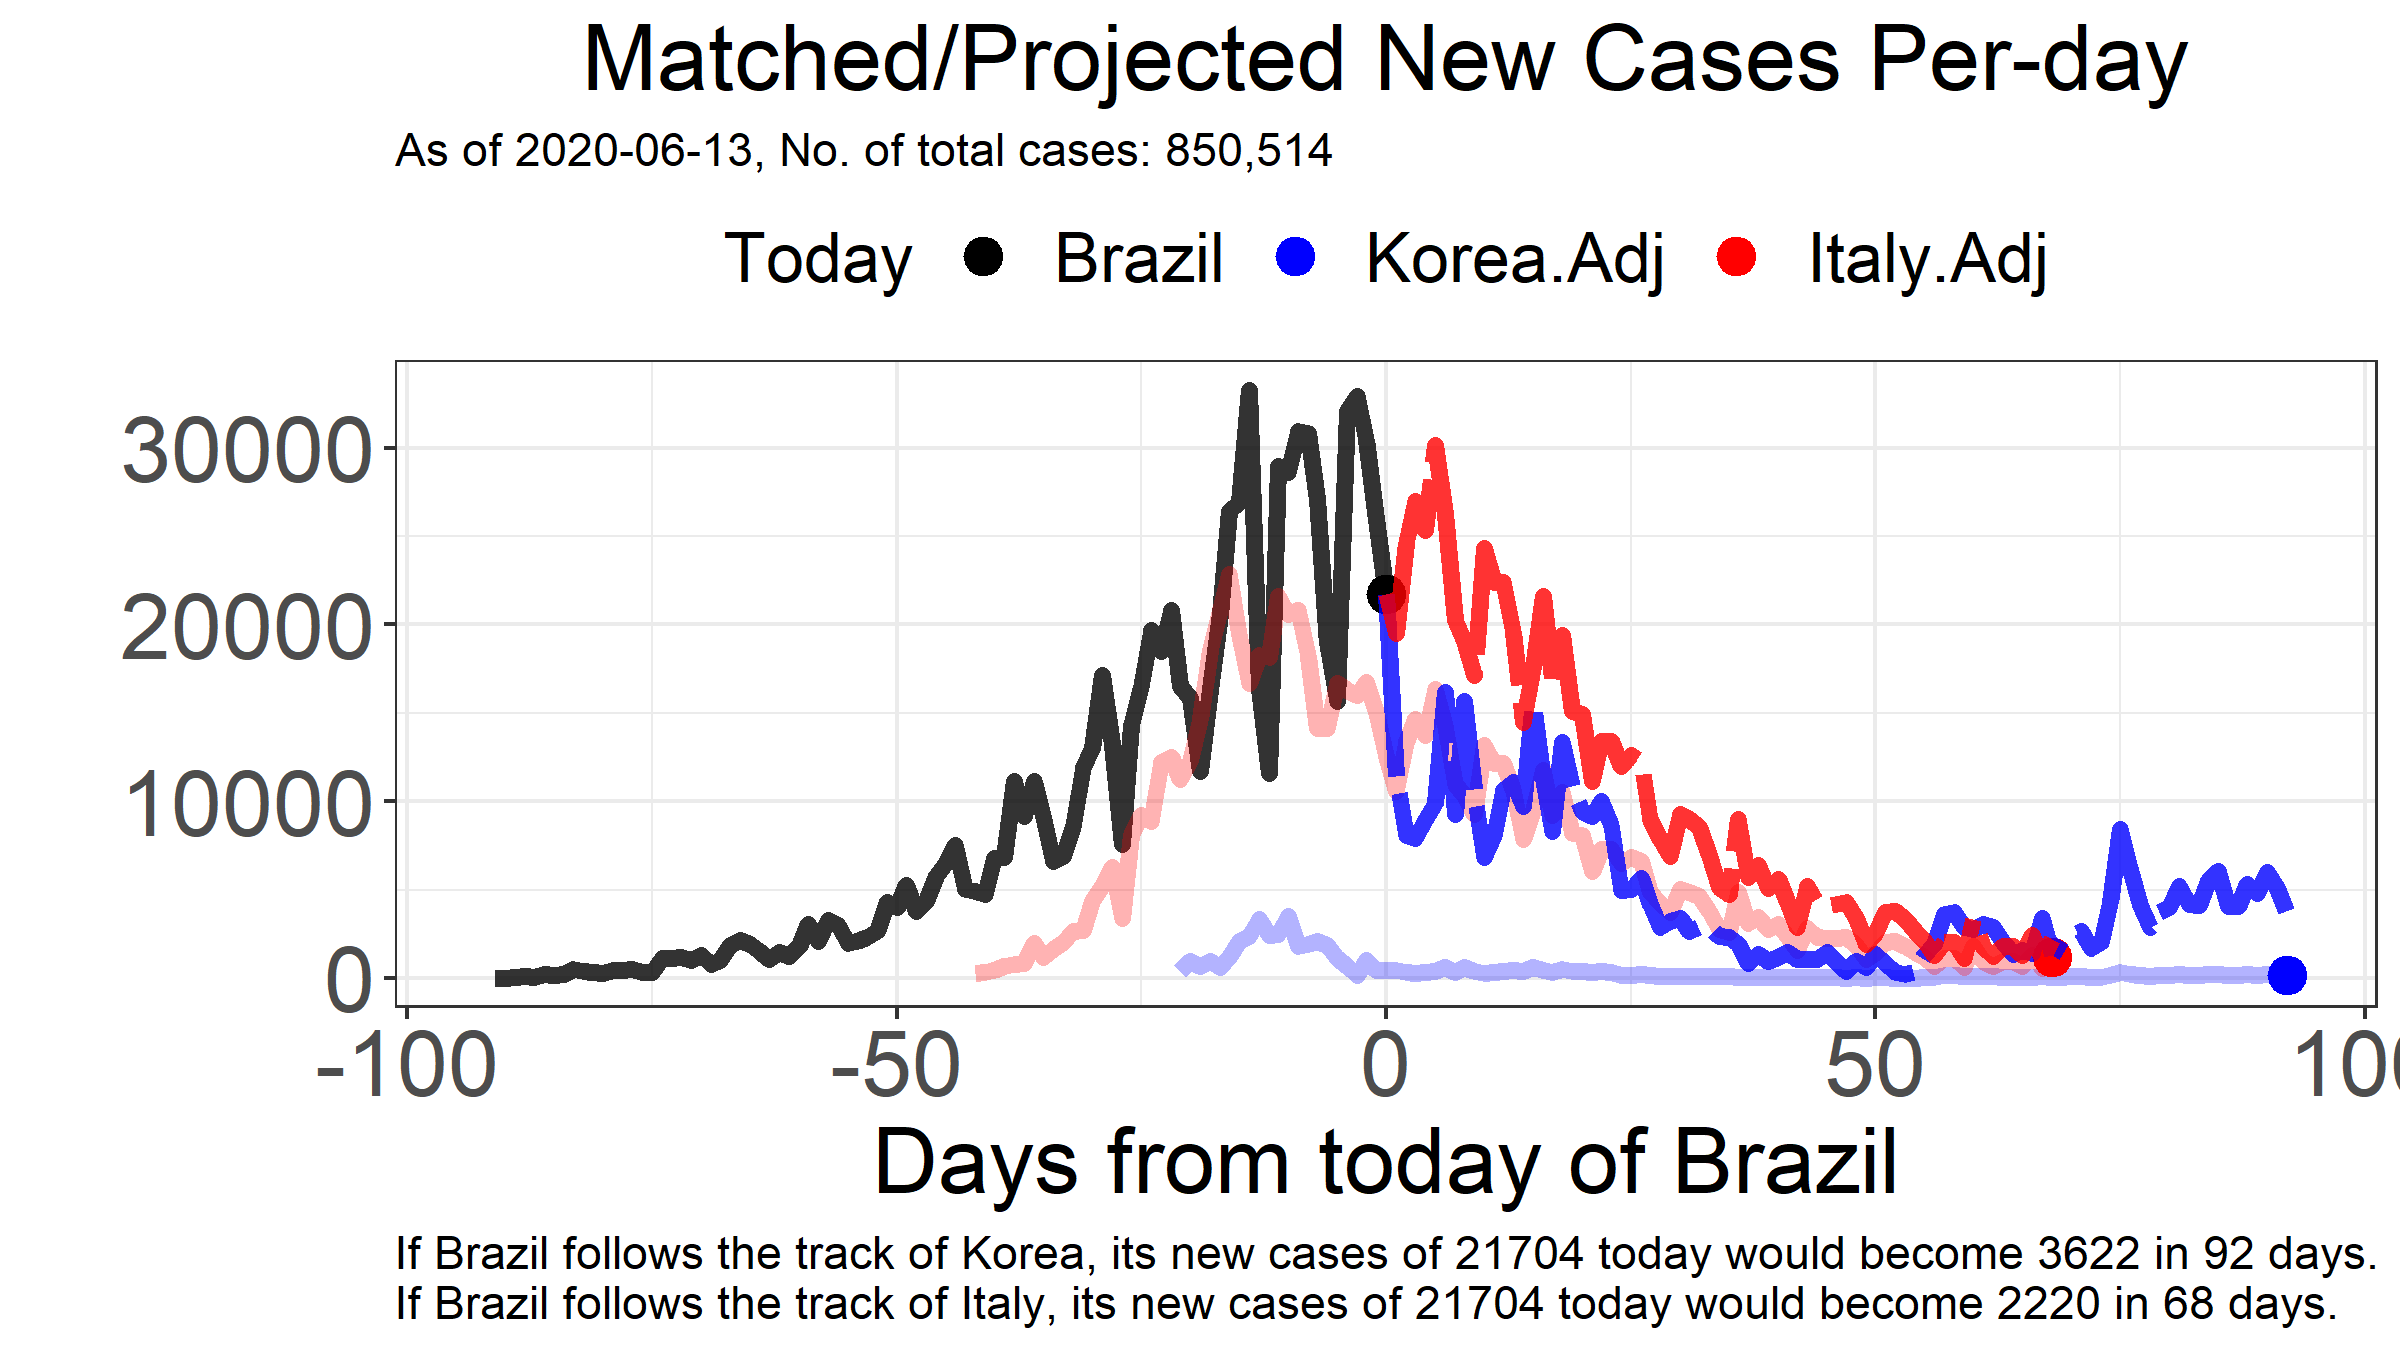 Matched/Projected New Cases Per-day
As of 2020-06-13, No. of total cases: 850,514
Today Brazil Korea.Adj Italy.Adj
30000
20000
10000
0
-100 -50 0 50 100
Days from today of Brazil
If Brazil follows the track of Korea, its new cases of 21704 today would become 3622 in 92 days.
If Brazil follows the track of Italy, its new cases of 21704 today would become 2220 in 68 days.